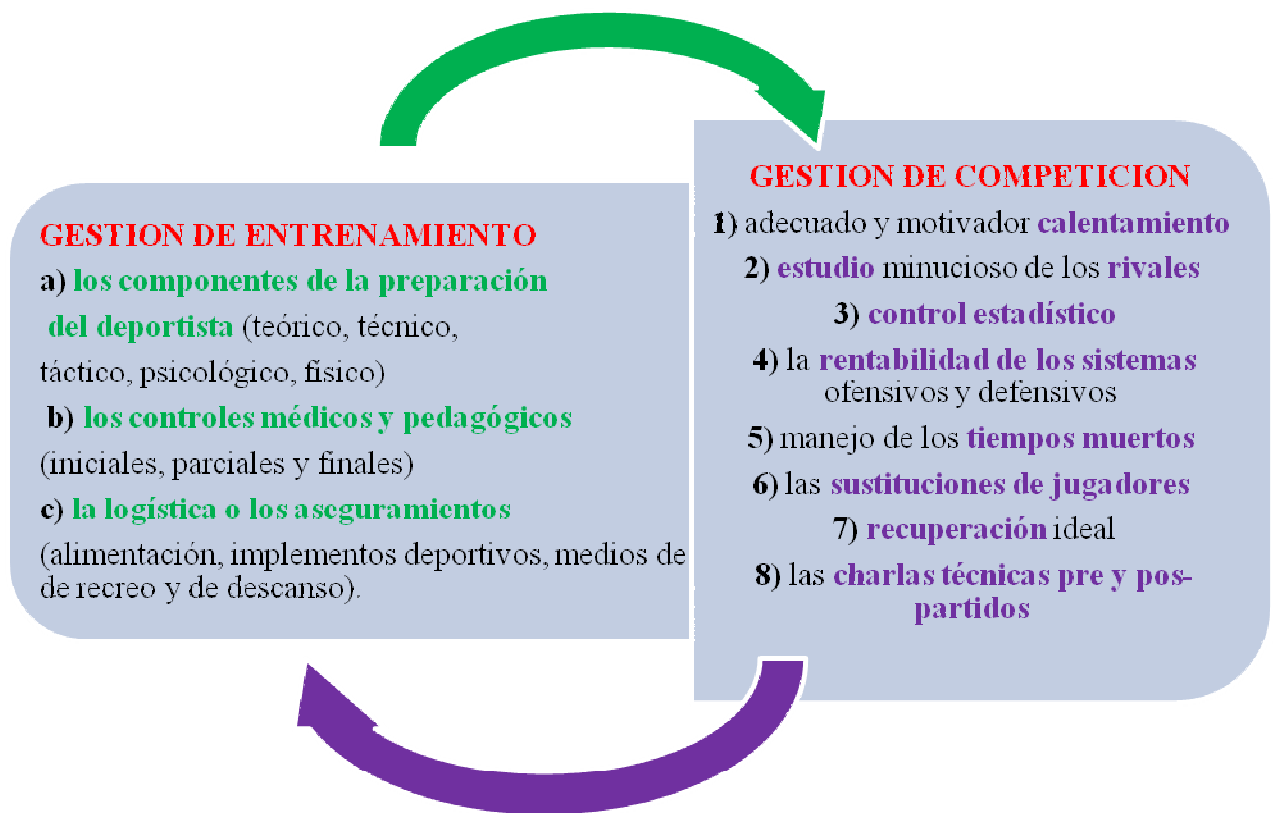 GESTION DE ENTRENAMIENTO
a) los componentes de la preparación
del deportista (teórico, técnico,
táctico, psicológico, físico)
b) los controles médicos y pedagógicos
(iniciales, parciales y finales)
c) la logística o los aseguramientos
(alimentación, implementos deportivos, medios de
de recreo y de descanso).
GESTION DE COMPETICION
1) adecuado y motivador calentamiento
2) estudio minucioso de los rivales
3) control estadístico
4) la rentabilidad de los sistemas
ofensivos y defensivos
5) manejo de los tiempos muertos
6) las sustituciones de jugadores
7) recuperación ideal
8) las charlas técnicas pre y pos-
partidos